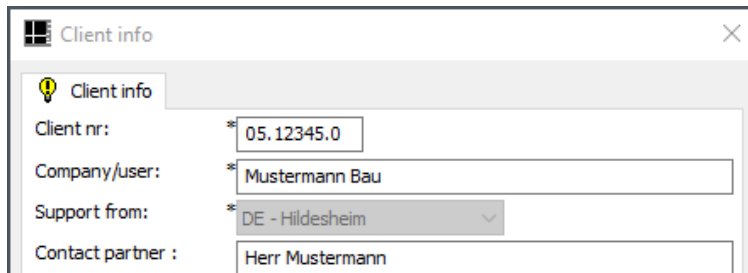 Client info
Client info
Client nr: *05.12345.0
Company/user: *Mustermann Bau
Support from: *DE - Hildesheim
Contact partner : Herr Mustermann